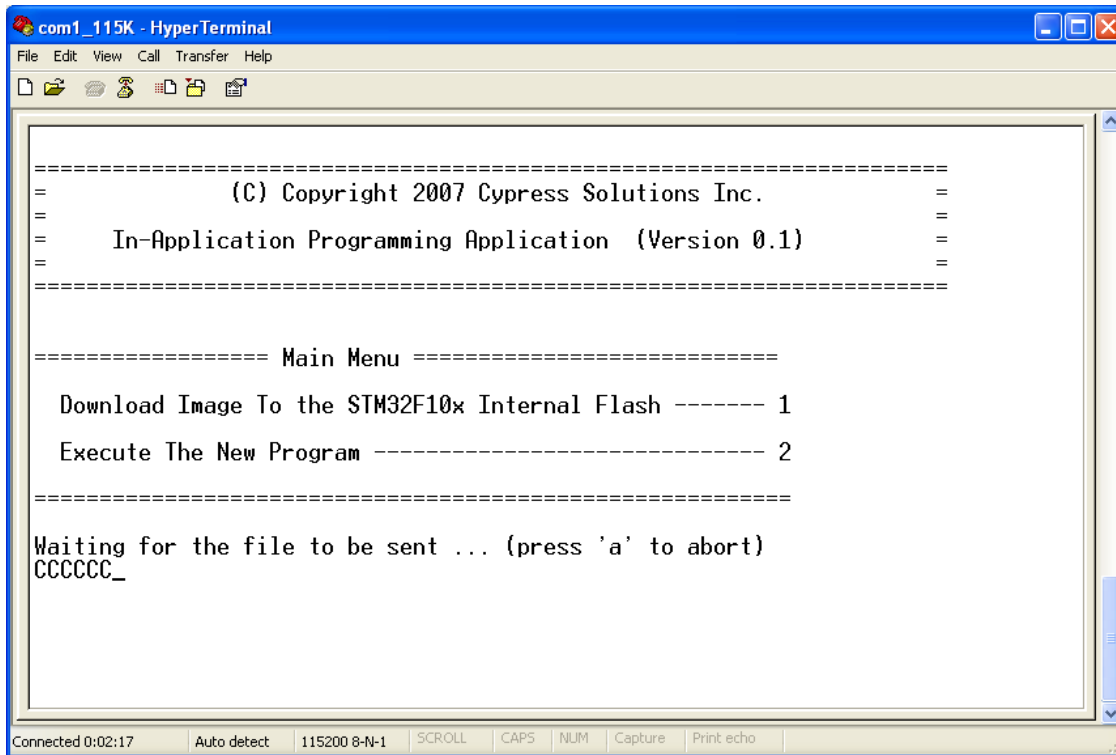 com1_115K - HyperTerminal
File Edit View Call Transfer Help
======================================================================
= (C) Copyright 2007 Cypress Solutions Inc. =
= =
= In-Application Programming Application (Version 0.1) =
= =
======================================================================
================== Main Menu ============================
Download Image To the STM32F10x Internal Flash ------- 1
Execute The New Program ------------------------------ 2
==========================================================
Waiting for the file to be sent ... (press 'a' to abort)
CCCCCC_
Connected 0:02:17 Auto detect 115200 8-N-1 SCROLL CAPS NUM Capture Print echo